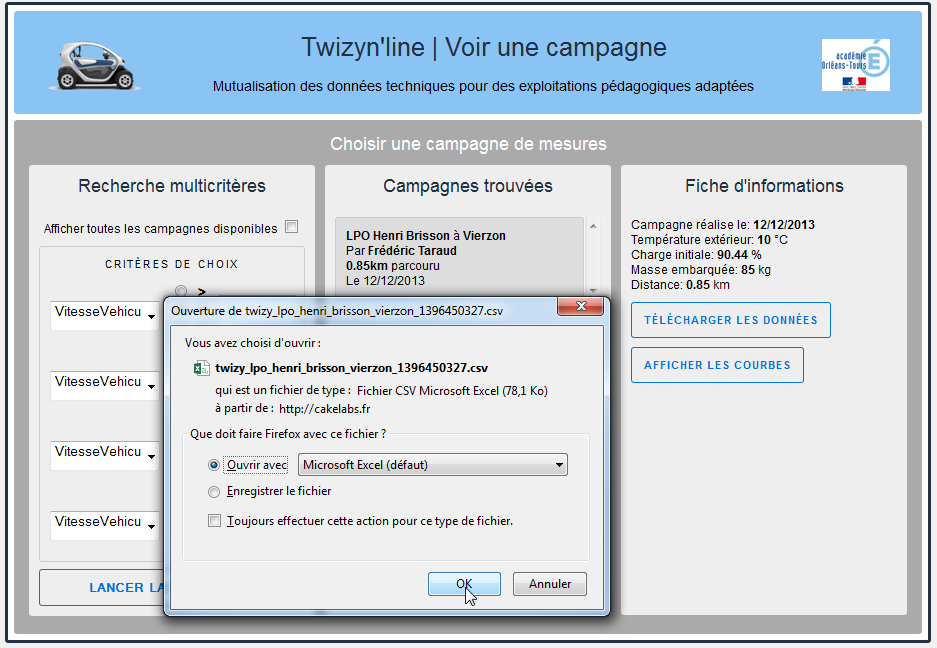 Twizyn'line | Voir une campagne
Mutualisation des données techniques pour des exploitations pédagogiques adaptées
académie
Orléans-Tours
É
Choisir une campagne de mesures
Recherche multicritères
Afficher toutes les campagnes disponibles
CRITÈRES DE CHOIX
>
VitesseVehicu
VitesseVehicu
VitesseVehicu
VitesseVehicu
LANCER LA
Campagnes trouvées
LPO Henri Brisson à Vierzon
Par Frédéric Taraud
0.85km parcouru
Le 12/12/2013
Fiche d'informations
Campagne réalise le: 12/12/2013
Température extérieur: 10 °C
Charge initiale: 90.44 %
Masse embarquée: 85 kg
Distance: 0.85 km
TÉLÉCHARGER LES DONNÉES
AFFICHER LES COURBES
Ouverture de twizy_lpo_henri_brisson_vierzon_1396450327.csv
Vous avez choisi d'ouvrir :
twizy_lpo_henri_brisson_vierzon_1396450327.csv
qui est un fichier de type : Fichier CSV Microsoft Excel (78,1 Ko)
à partir de : http://cakelabs.fr
Que doit faire Firefox avec ce fichier ?
Ouvrir avec Microsoft Excel (défaut)
Enregistrer le fichier
Toujours effectuer cette action pour ce type de fichier.
OK Annuler